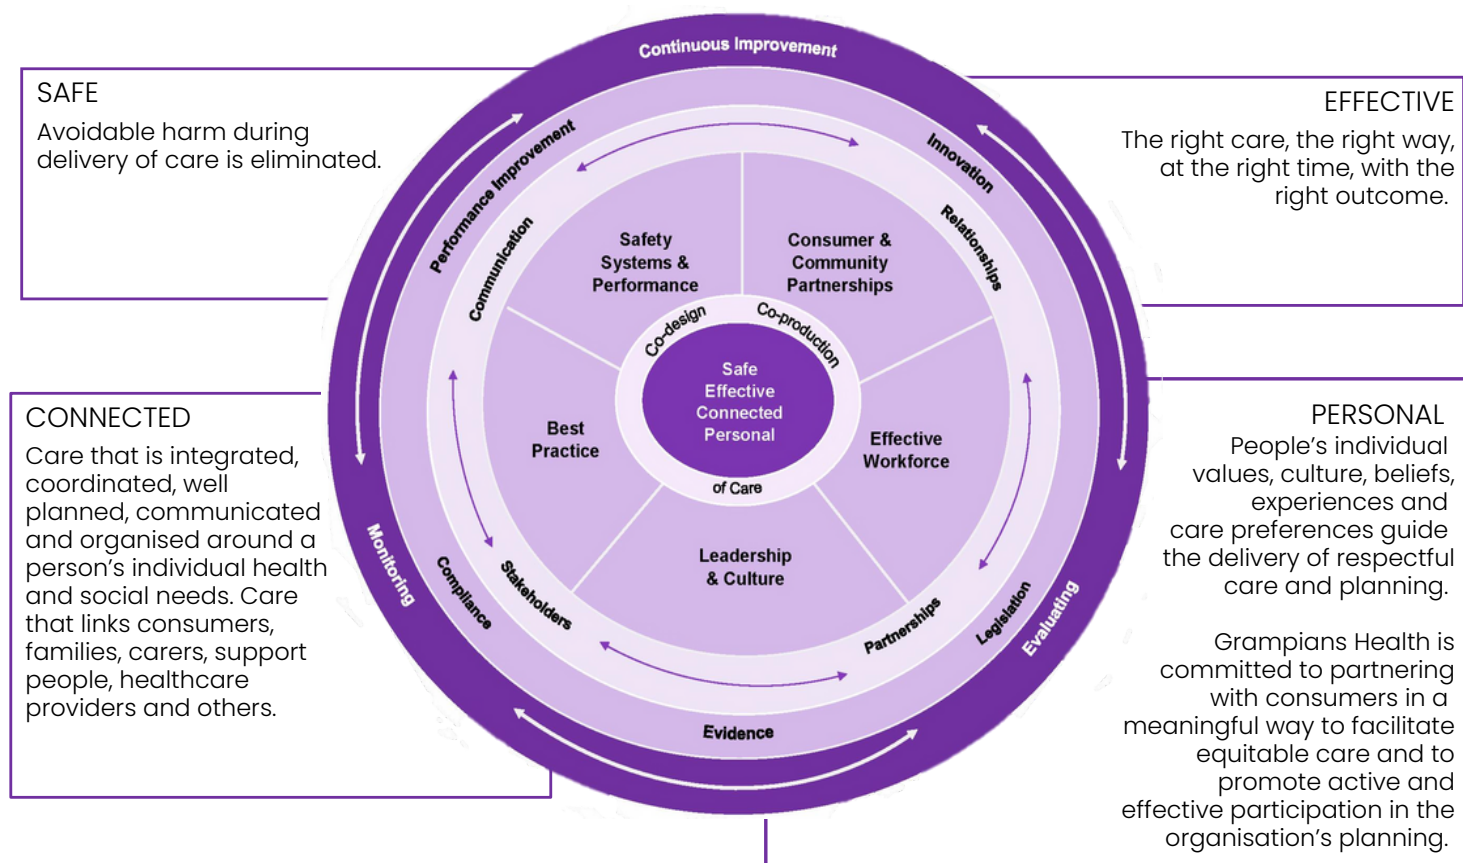 SAFE
Avoidable harm during
delivery of care is eliminated.
EFFECTIVE
The right care, the right way,
at the right time, with the
right outcome.
CONNECTED
Care that is integrated,
coordinated, well
planned, communicated
and organised around a
person’s individual health
and social needs. Care
that links consumers,
families, carers, support
people, healthcare
providers and others.
PERSONAL
People’s individual
values, culture, beliefs,
experiences and
care preferences guide
the delivery of respectful
care and planning.
Grampians Health is
committed to partnering
with consumers in a
meaningful way to facilitate
equitable care and to
promote active and
effective participation in the
organisation’s planning.
Continuous Improvement
Monitoring
Evaluating
Performance Improvement
Innovation
Compliance
Evidence
Legislation
Communication
Relationships
Stakeholders
Partnerships
Safety
Systems &
Performance
Consumer &
Community
Partnerships
Best
Practice
Effective
Workforce
Leadership
& Culture
Co-design
Co-production
of Care
Safe
Effective
Connected
Personal